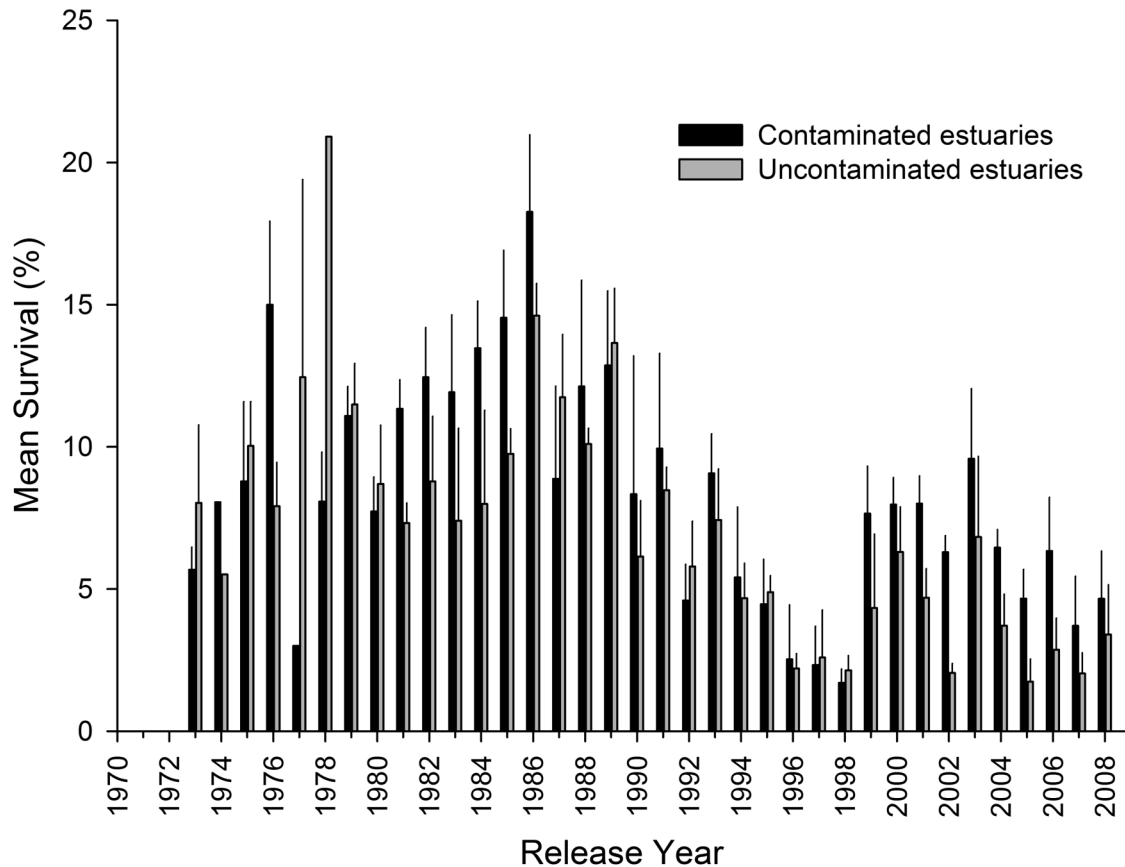 25
20
15
10
5
0
Mean Survival (%)
Contaminated estuaries
Uncontaminated estuaries
1970 1972 1974 1976 1978 1980 1982 1984 1986 1988 1990 1992 1994 1996 1998 2000 2002 2004 2006 2008
Release Year